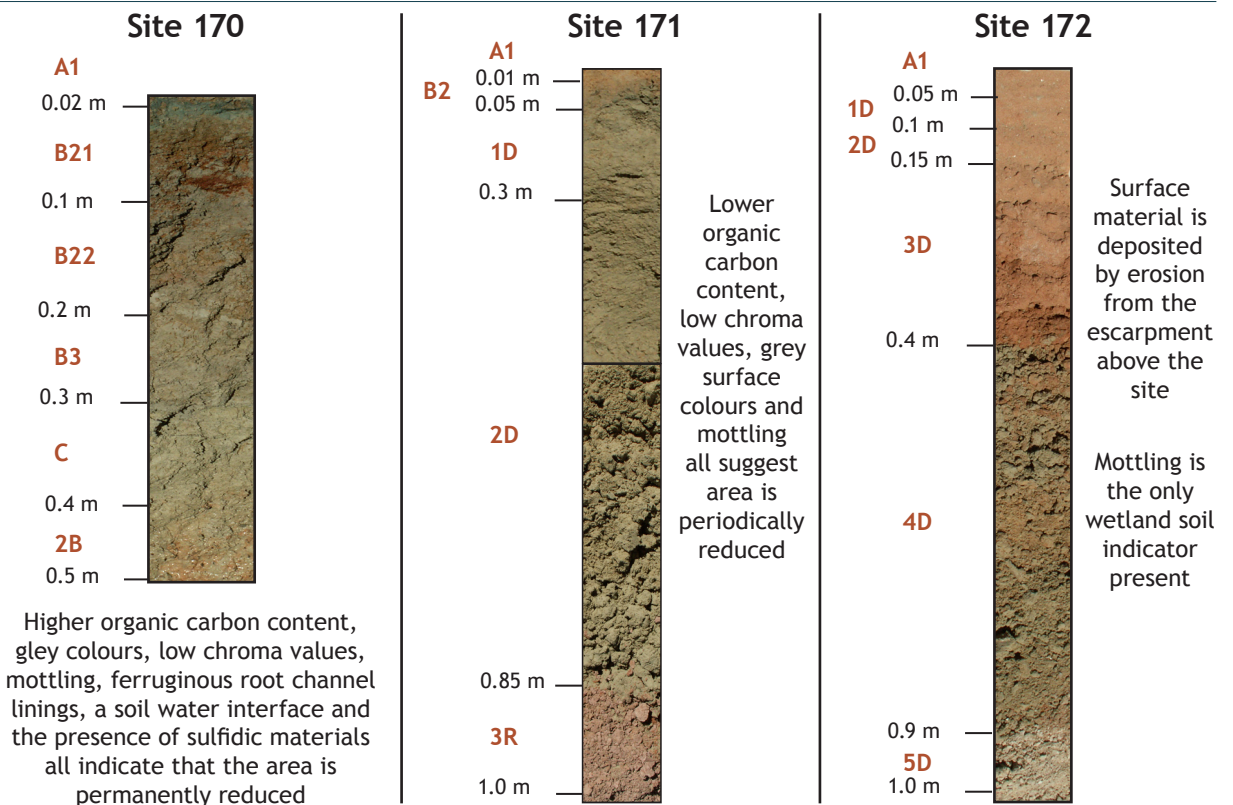 Site 170
A1
0.02 m
B21
0.1 m
B22
0.2 m
B3
0.3 m
C
0.4 m
2B
0.5 m
Higher organic carbon content,
gley colours, low chroma values,
mottling, ferruginous root channel
linings, a soil water interface and
the presence of sulfidic materials
all indicate that the area is
permanently reduced
Site 171
A1
0.01 m
B2
0.05 m
1D
0.3 m
2D
0.85 m
3R
1.0 m
Lower
organic
carbon
content,
low chroma
values, grey
surface
colours and
mottling
all suggest
area is
periodically
reduced
Site 172
A1
0.05 m
1D
0.1 m
2D
0.15 m
3D
0.4 m
4D
0.9 m
5D
1.0 m
Surface
material is
deposited
by erosion
from the
escarpment
above the
site
Mottling is
the only
wetland soil
indicator
present